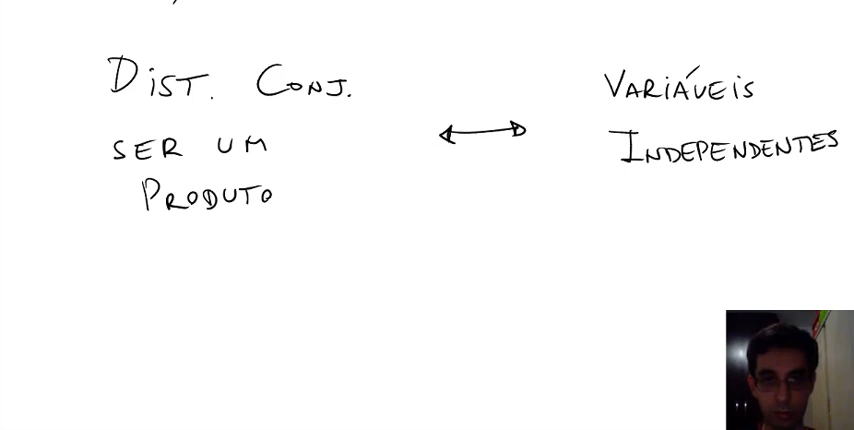 DIST. CONJ.
SER UM
PRODUTO
VARIÁVEIS
INDEPENDENTES